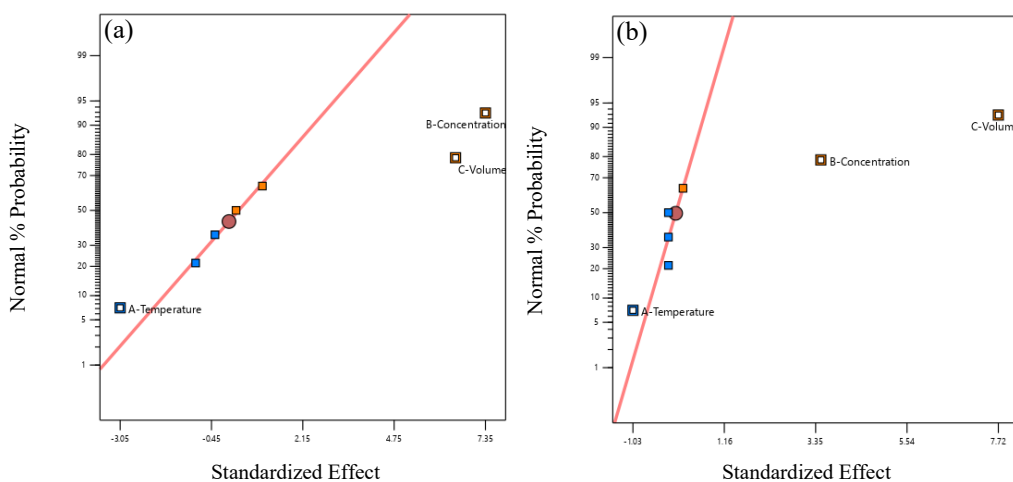 (a)
Normal % Probability
99
95
90
80
70
50
30
20
10
5
1
B-Concentration
C-Volume
A-Temperature
-3.05
-0.45
2.15
4.75
7.35
Standardized Effect
(b)
Normal % Probability
99
95
90
80
70
50
30
20
10
5
1
C-Volum
B-Concentration
A-Temperature
-1.03
1.16
3.35
5.54
7.72
Standardized Effect